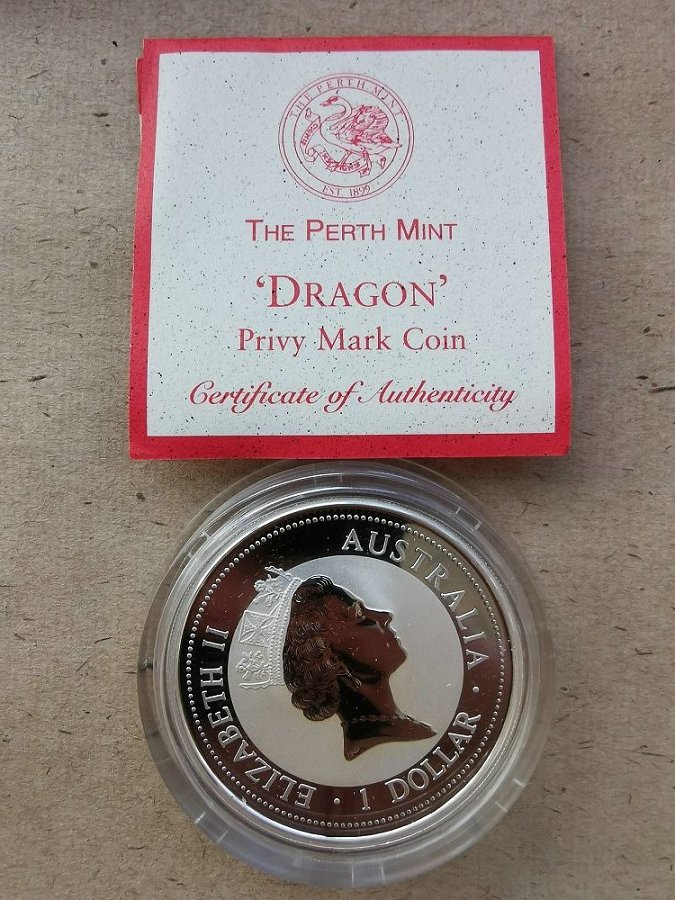 THE PERTH MINT
EST. 1899
THE PERTH MINT
'DRAGON'
Privy Mark Coin
Certificate of Authenticity
ELIZABETH II
AUSTRALIA
1 DOLLAR